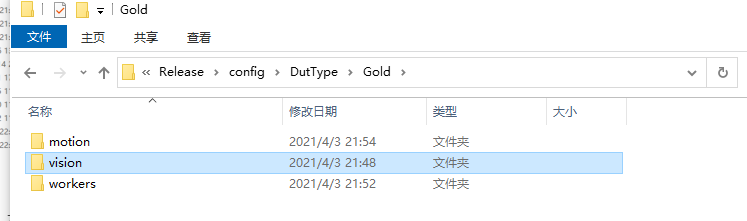 Gold
文件 主页 共享 查看
« Release › config › DutType › Gold ›
名称 修改日期 类型 大小
motion 2021/4/3 21:54 文件夹
vision 2021/4/3 21:48 文件夹
workers 2021/4/3 21:52 文件夹